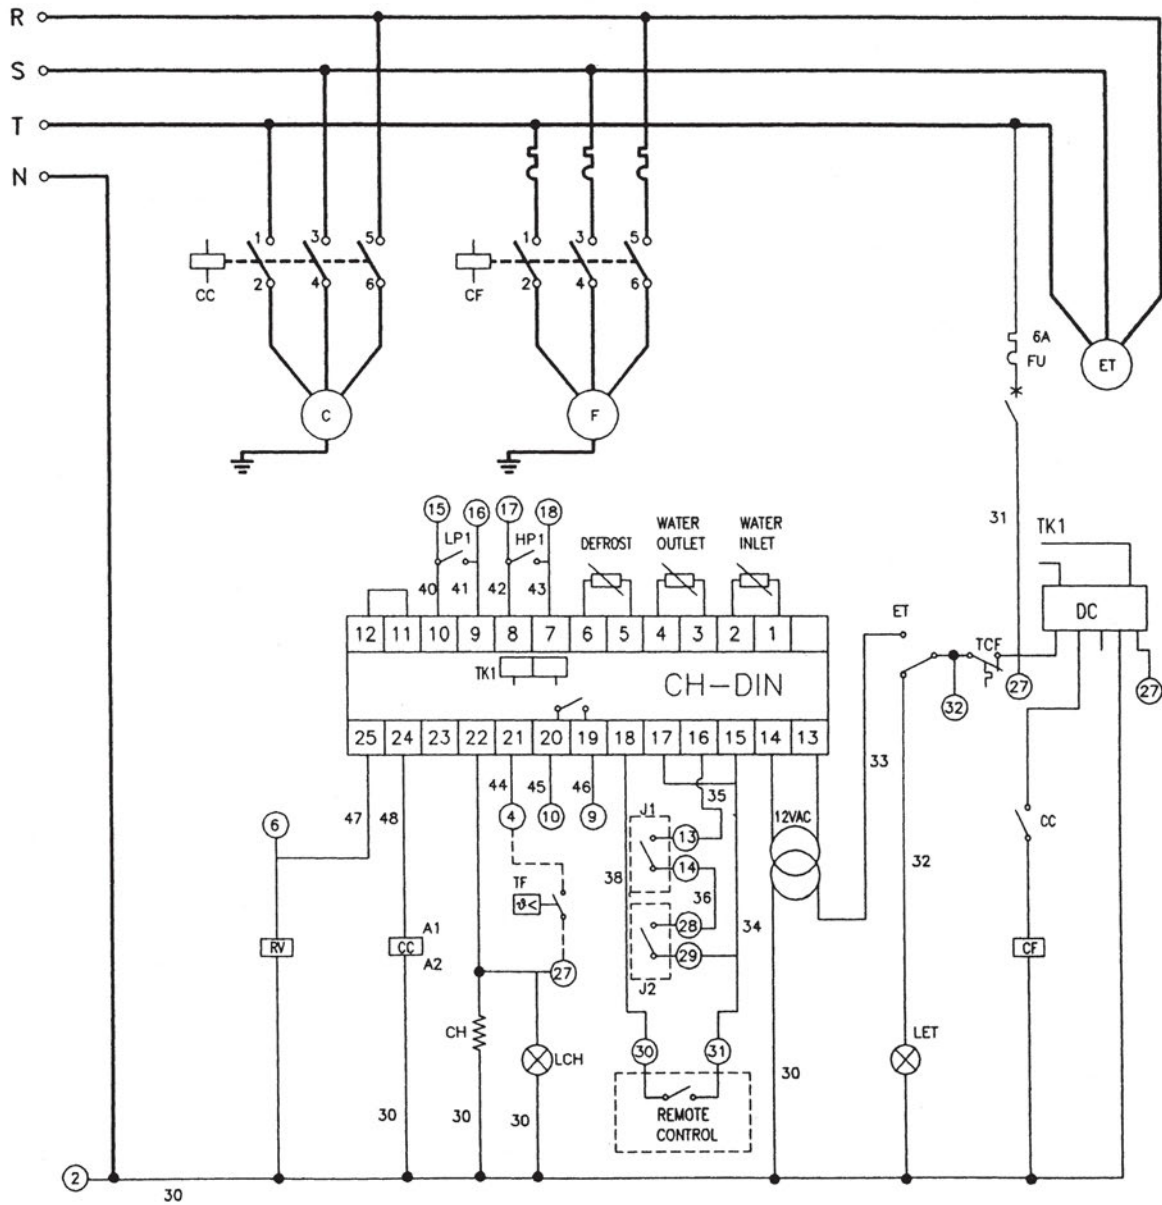 R
S
T
N
1 3 5
2 4 6
CC
1 3 5
2 4 6
CF
6A
FU
ET
C
F
31
TK1
15 16 17 18
LP1
HP1
DEFROST
WATER
OUTLET
WATER
INLET
40 41 42 43
DC
12 11 10 9 8 7 6 5 4 3 2 1
ET
TCF
TK1
CH-DIN
27
27
32
25 24 23 22 21 20 19 18 17 16 15 14 13
33
44 45 46
35
47 48
4 10 9
6
J1
13
12VAC
CC
14
38
32
TF
ϑ<
36
28
34
A1
RV
CC
A2
29
CF
27
J2
CH
LCH
30
31
LET
30
30
30
30
REMOTE
CONTROL
2
30